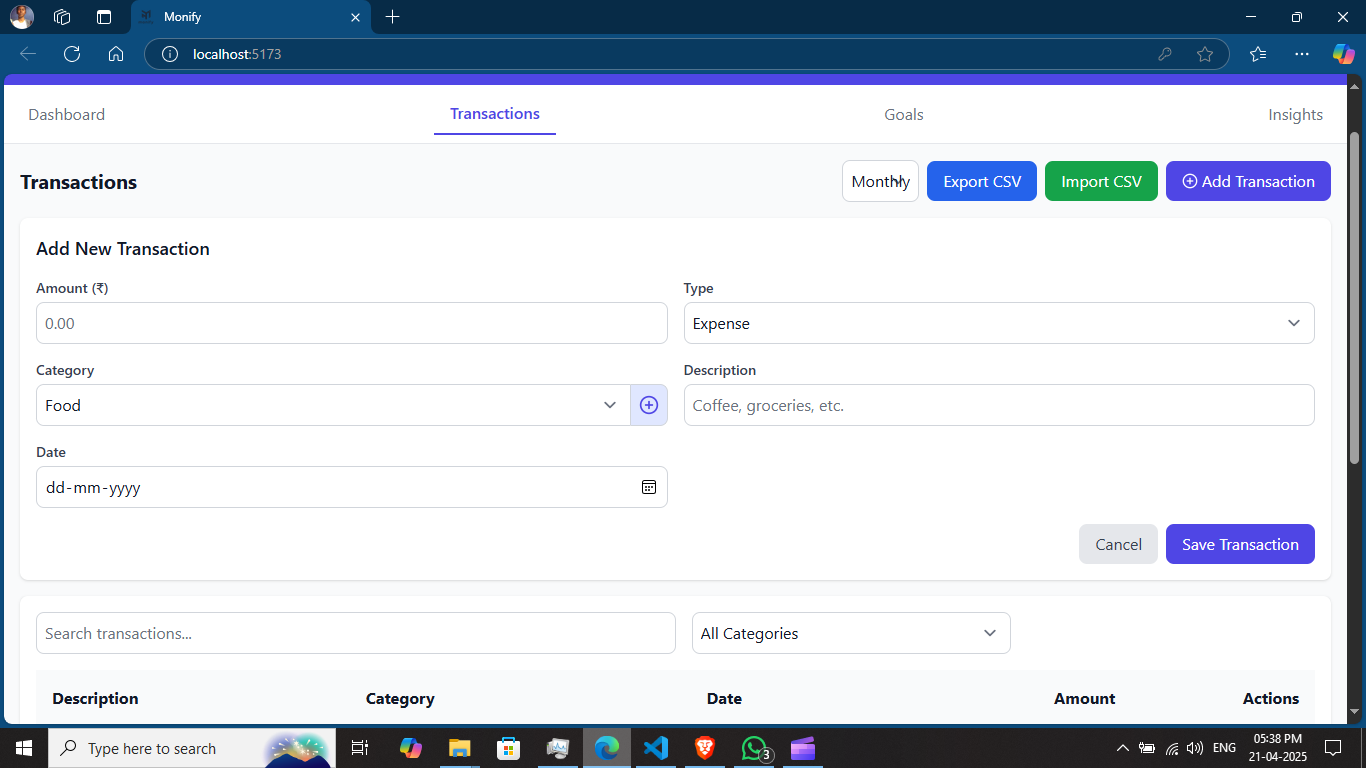 Monify
localhost:5173
Dashboard
Transactions
Goals
Insights
Transactions
Monthly
Export CSV
Import CSV
Add Transaction
Add New Transaction
Amount (₹)
Type
0.00
Expense
Category
Description
Food
Coffee, groceries, etc.
Date
dd-mm-yyyy
Cancel
Save Transaction
Search transactions...
All Categories
Description
Category
Date
Amount
Actions
Type here to search
3
ENG
05:38 PM
21-04-2025